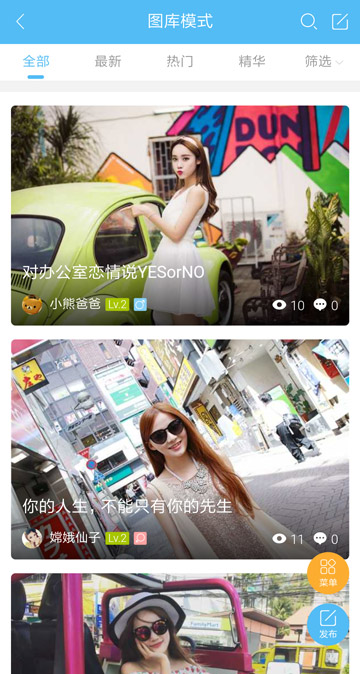 图库模式
全部 最新 热门 精华 筛选
DUN
对办公室恋情说YESorNO
小熊爸爸 Lv.2 10 0
你的人生，不能只有你的先生
嫦娥仙子 Lv.2 11 0
菜单
FamilyMart
发布